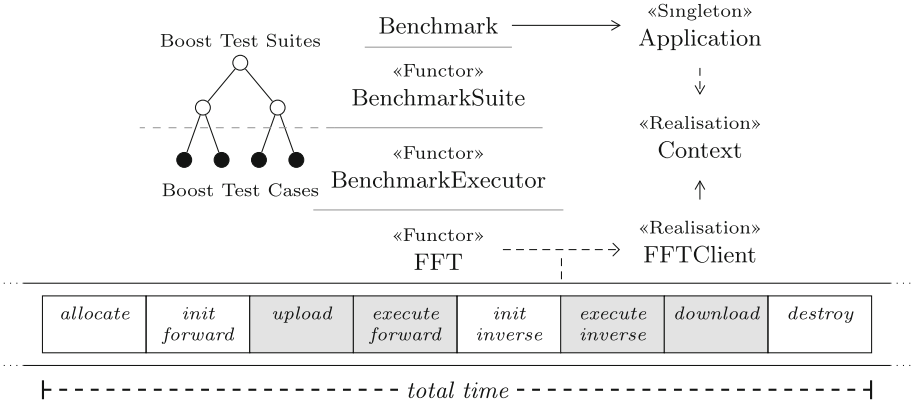 Boost Test Suites
Boost Test Cases
Benchmark
«Functor»
BenchmarkSuite
«Functor»
BenchmarkExecutor
«Functor»
FFT
«Singleton»
Application
«Realisation»
Context
«Realisation»
FFTClient
allocate
init
forward
upload
execute
forward
init
inverse
execute
inverse
download
destroy
total time